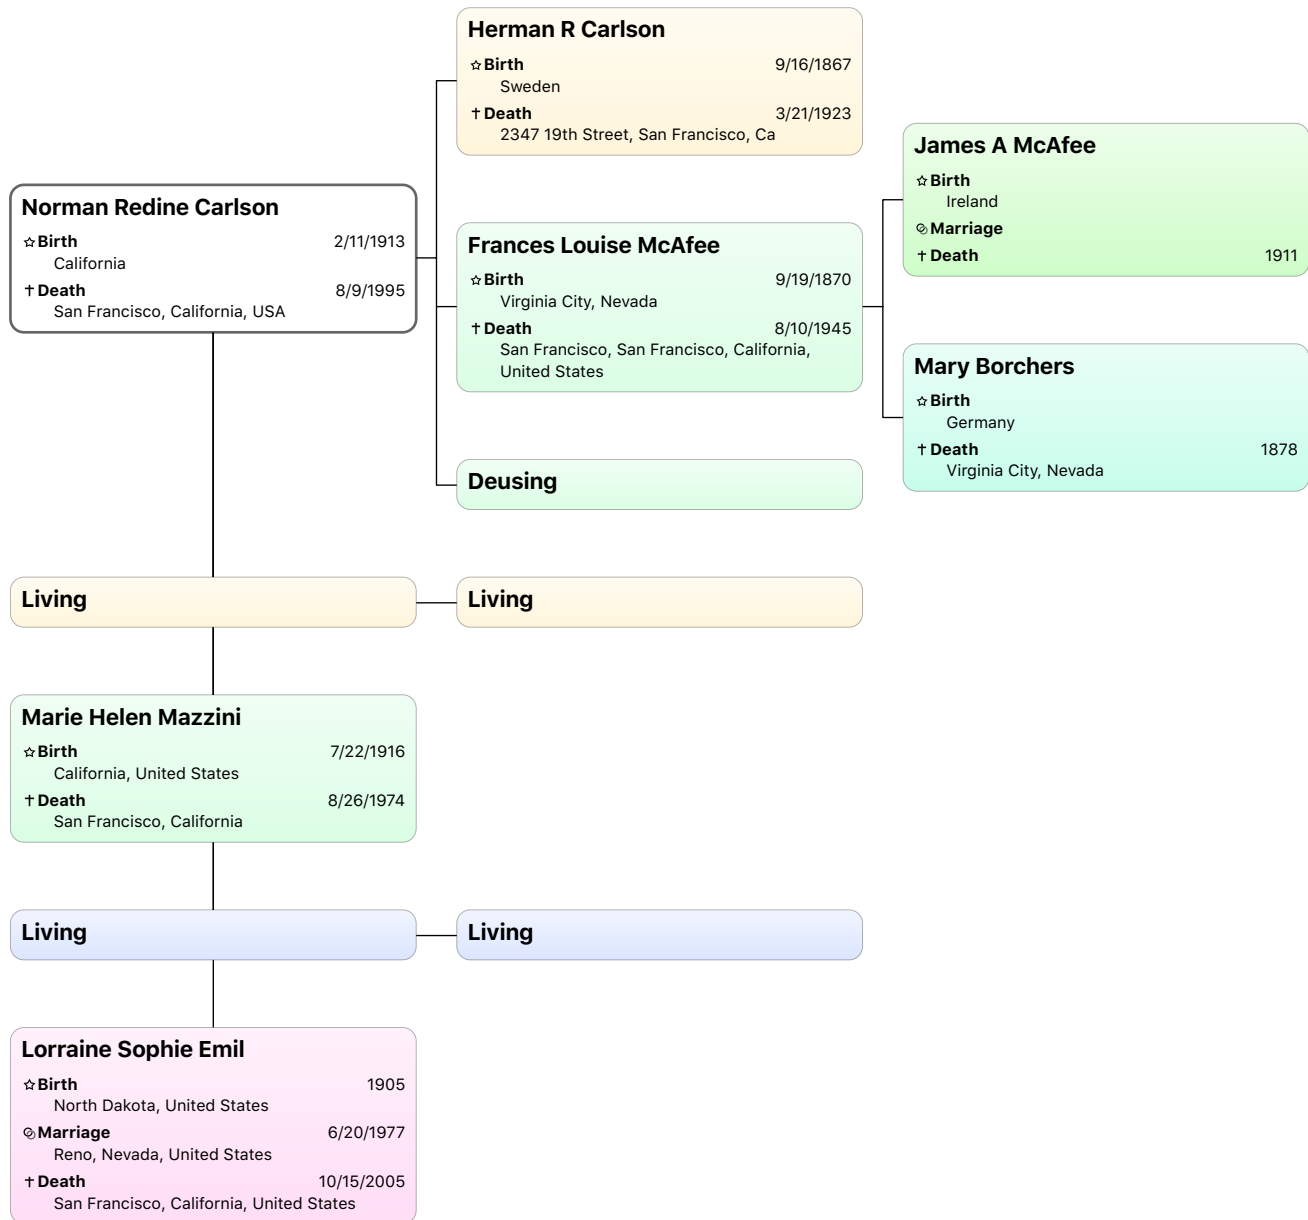 Herman R Carlson
☆ Birth 9/16/1867
Sweden
† Death 3/21/1923
2347 19th Street, San Francisco, Ca
James A McAfee
☆ Birth
Ireland
⚭ Marriage
† Death 1911
Norman Redine Carlson
☆ Birth 2/11/1913
California
† Death 8/9/1995
San Francisco, California, USA
Frances Louise McAfee
☆ Birth 9/19/1870
Virginia City, Nevada
† Death 8/10/1945
San Francisco, San Francisco, California,
United States
Mary Borchers
☆ Birth
Germany
† Death 1878
Virginia City, Nevada
Deusing
Living
Living
Marie Helen Mazzini
☆ Birth 7/22/1916
California, United States
† Death 8/26/1974
San Francisco, California
Living
Living
Lorraine Sophie Emil
☆ Birth 1905
North Dakota, United States
⚭ Marriage 6/20/1977
Reno, Nevada, United States
† Death 10/15/2005
San Francisco, California, United States